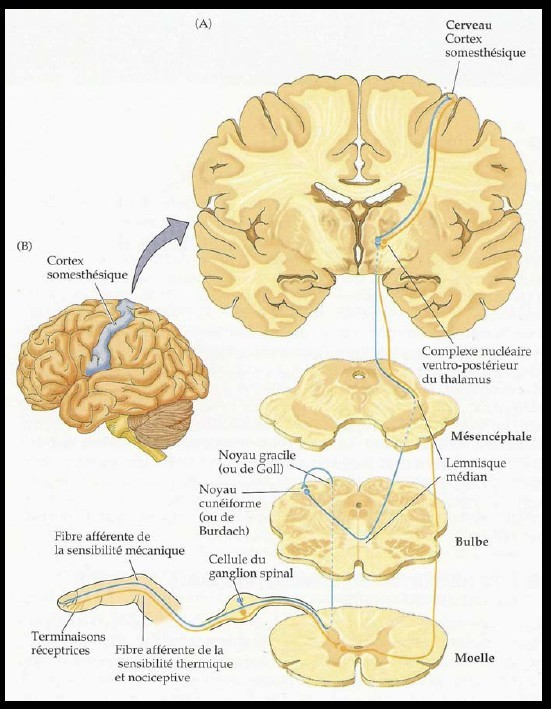 (A)
Cerveau
Cortex
somesthésique
(B)
Cortex
somesthésique
Complexe nucléaire
ventro-postérieur
du thalamus
Mésencéphale
Noyau gracile
(ou de Goll)
Lemnisque
médian
Noyau
cunéiforme
(ou de
Burdach)
Bulbe
Fibre afférente de
la sensibilité mécanique
Cellule du
ganglion spinal
Terminaisons
réceptrices
Fibre afférente de la
sensibilité thermique
et nociceptive
Moelle